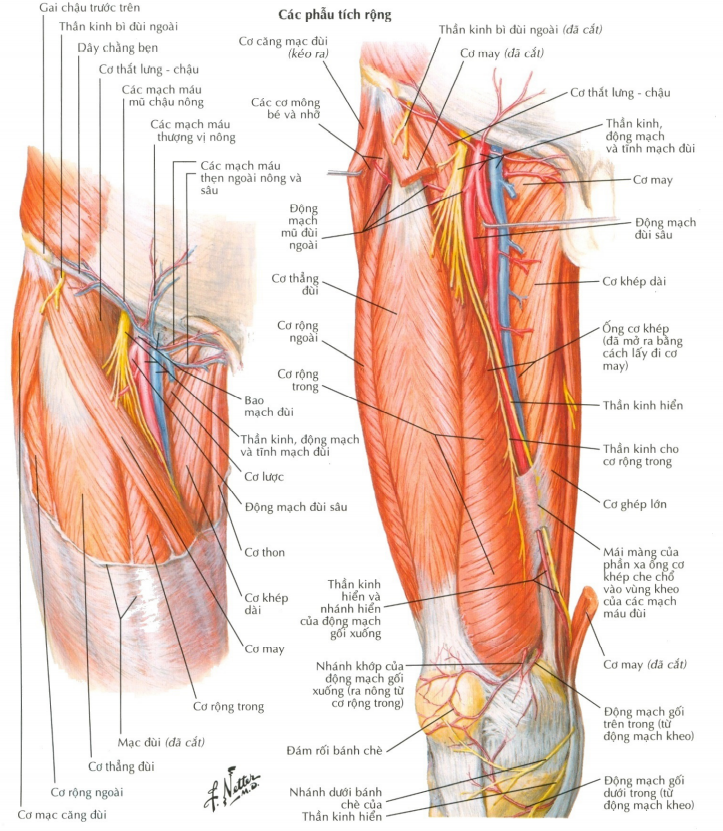 Các phẫu tích rộng
Gai chậu trước trên
Thần kinh bì đùi ngoài
Dây chằng bẹn
Cơ thắt lưng - chậu
Các mạch máu
mũ chậu nông
Các mạch máu
thượng vị nông
Các mạch máu
thẹn ngoài nông và
sâu
Bao
mạch đùi
Thần kinh, động mạch
và tĩnh mạch đùi
Cơ lược
Động mạch đùi sâu
Cơ thon
Cơ khép
dài
Cơ may
Cơ rộng trong
Mạc đùi (đã cắt)
Cơ thẳng đùi
Cơ rộng ngoài
Cơ mạc căng đùi
Cơ căng mạc đùi
(kéo ra)
Các cơ mông
bé và nhỡ
Động
mạch
mũ đùi
ngoài
Cơ thẳng
đùi
Cơ rộng
ngoài
Cơ rộng
trong
Thần kinh
hiển và
nhánh hiển
của động mạch
gối xuống
Nhánh khớp của
động mạch gối
xuống (ra nông từ
cơ rộng trong)
Đám rối bánh chè
Nhánh dưới bánh
chè của
Thần kinh hiển
Thần kinh bì đùi ngoài (đã cắt)
Cơ may (đã cắt)
Cơ thắt lưng - chậu
Thần kinh,
động mạch
và tĩnh mạch đùi
Cơ may
Động mạch
đùi sâu
Cơ khép dài
Ống cơ khép
(đã mở ra bằng
cách lấy đi cơ
may)
Thần kinh hiển
Thần kinh cho
cơ rộng trong
Cơ ghép lớn
Mái màng của
phần xa ống cơ
khép che chỗ
vào vùng kheo
của các mạch
máu đùi
Cơ may (đã cắt)
Động mạch gối
trên trong (từ
động mạch kheo)
Động mạch gối
dưới trong (từ
động mạch kheo)
F. Netter
M.D.